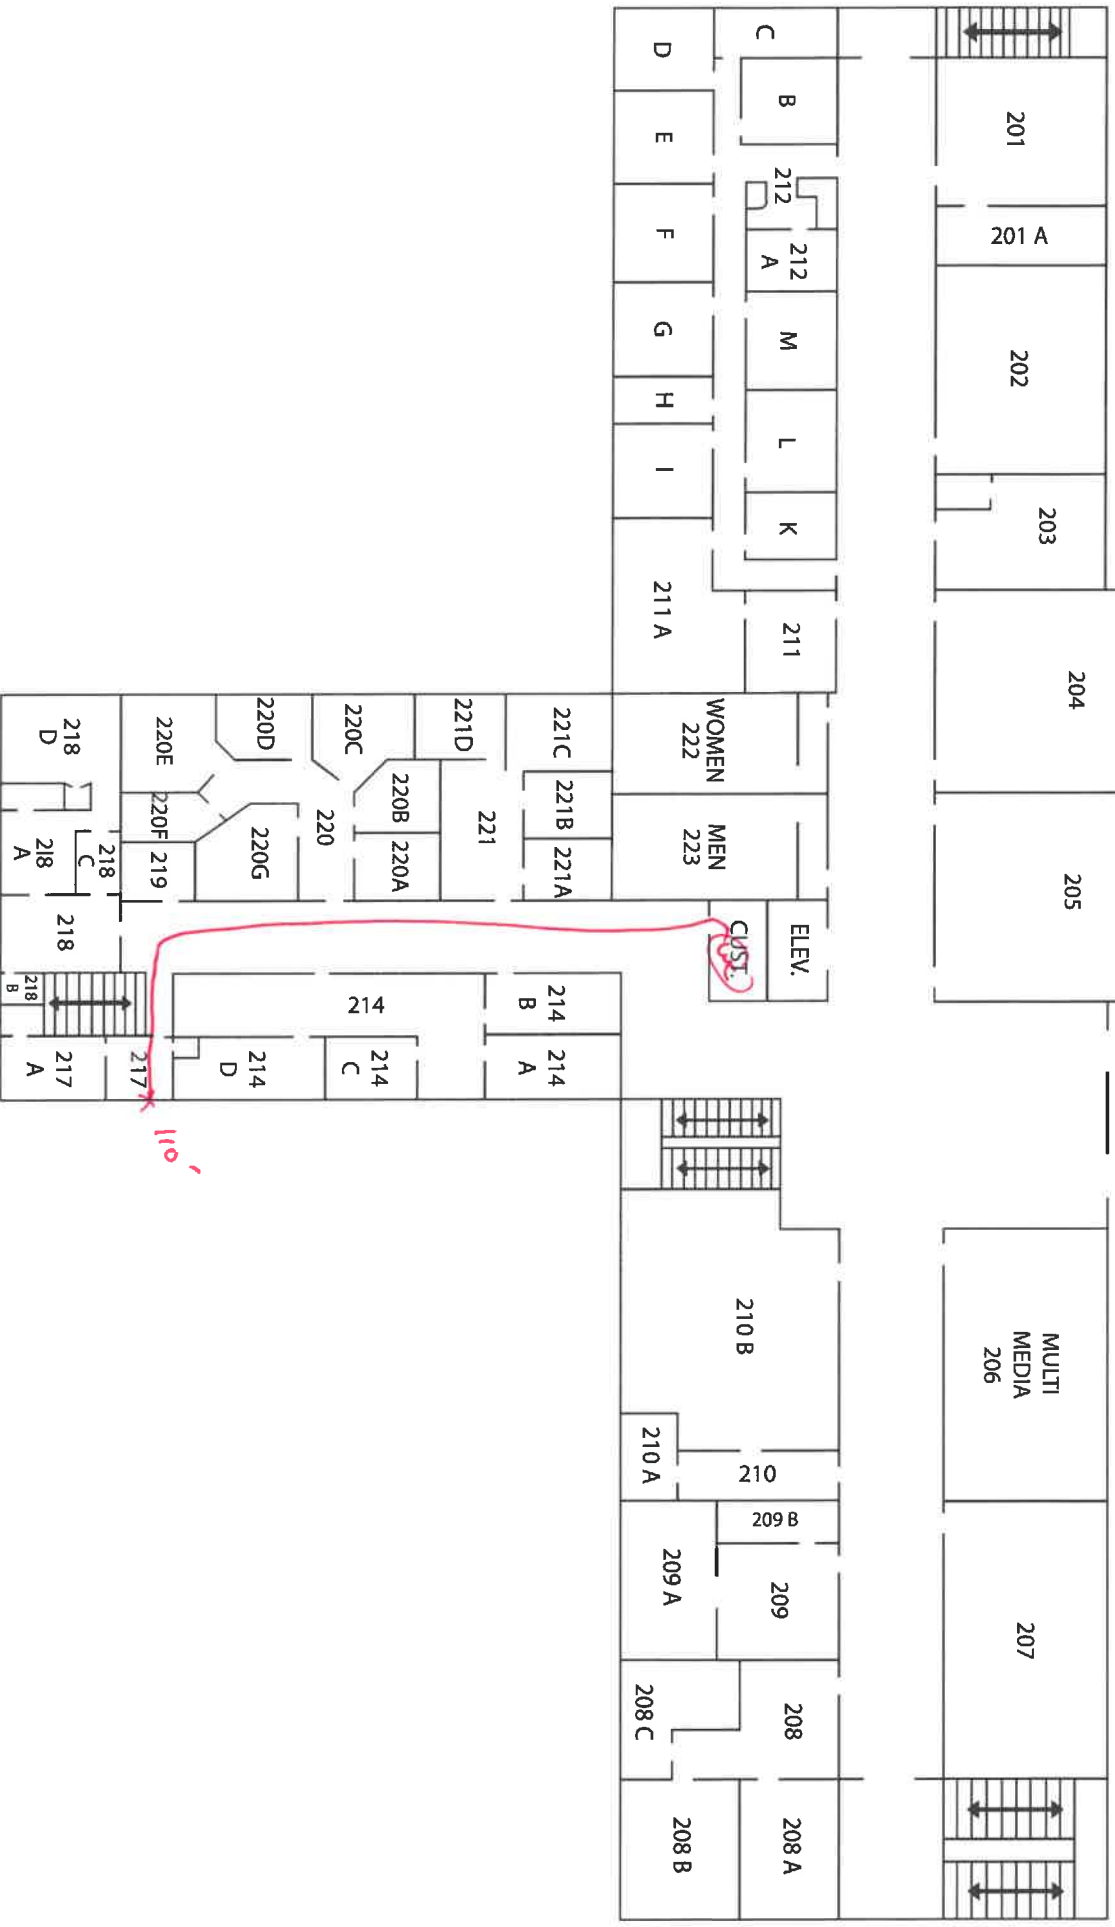 201
201 A
202
203
204
205
MULTI
MEDIA
206
207
C
B
212
212
A
M
L
K
211
D
E
F
G
H
I
211 A
WOMEN
222
MEN
223
ELEV.
CUST.
210 B
210 A
210
209 B
209
209 A
208
208 C
208 A
208 B
221C
221B
221A
221D
221
220C
220B
220A
220
220D
220G
220E
220F
219
218
D
218
C
218
A
218
218
B
214
B
214
A
214
214
C
214
D
217
217
A
110'